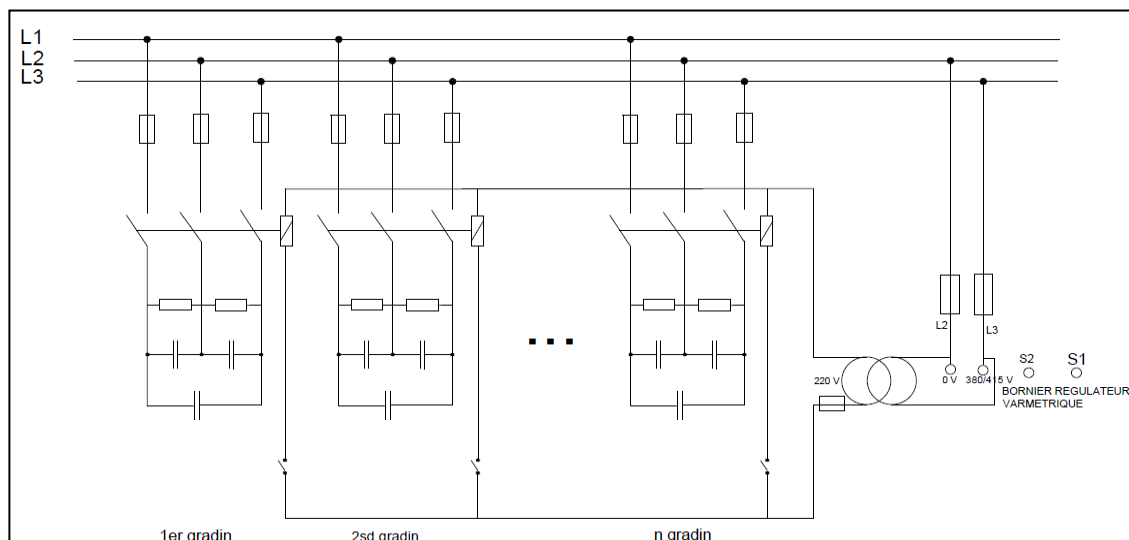 L1
L2
L3
L2
L3
S2
S1
220 V
0 V
380/415 V
BORNIER REGULATEUR
VARMETRIQUE
1er gradin
2sd gradin
n gradin